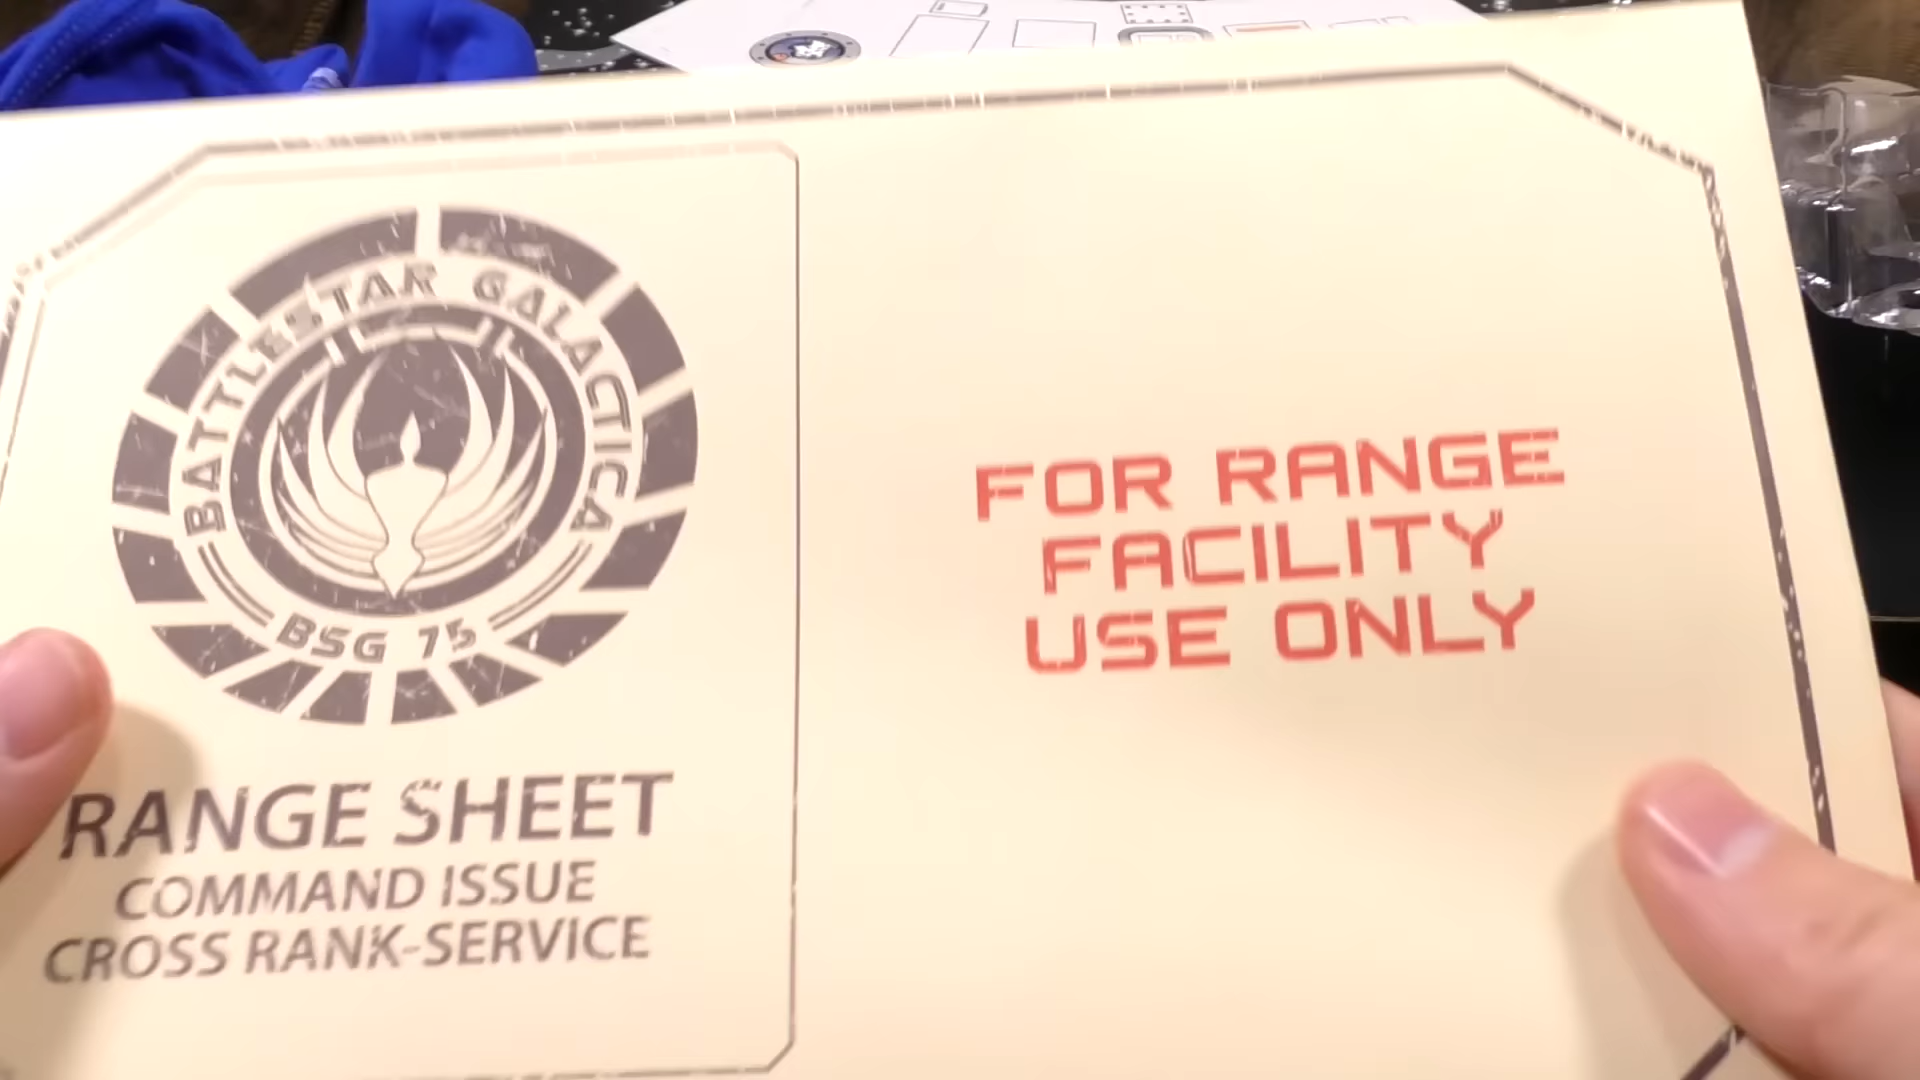 BATTLESTAR GALACTICA
BSG 75
RANGE SHEET
COMMAND ISSUE
CROSS RANK-SERVICE
FOR RANGE
FACILITY
USE ONLY